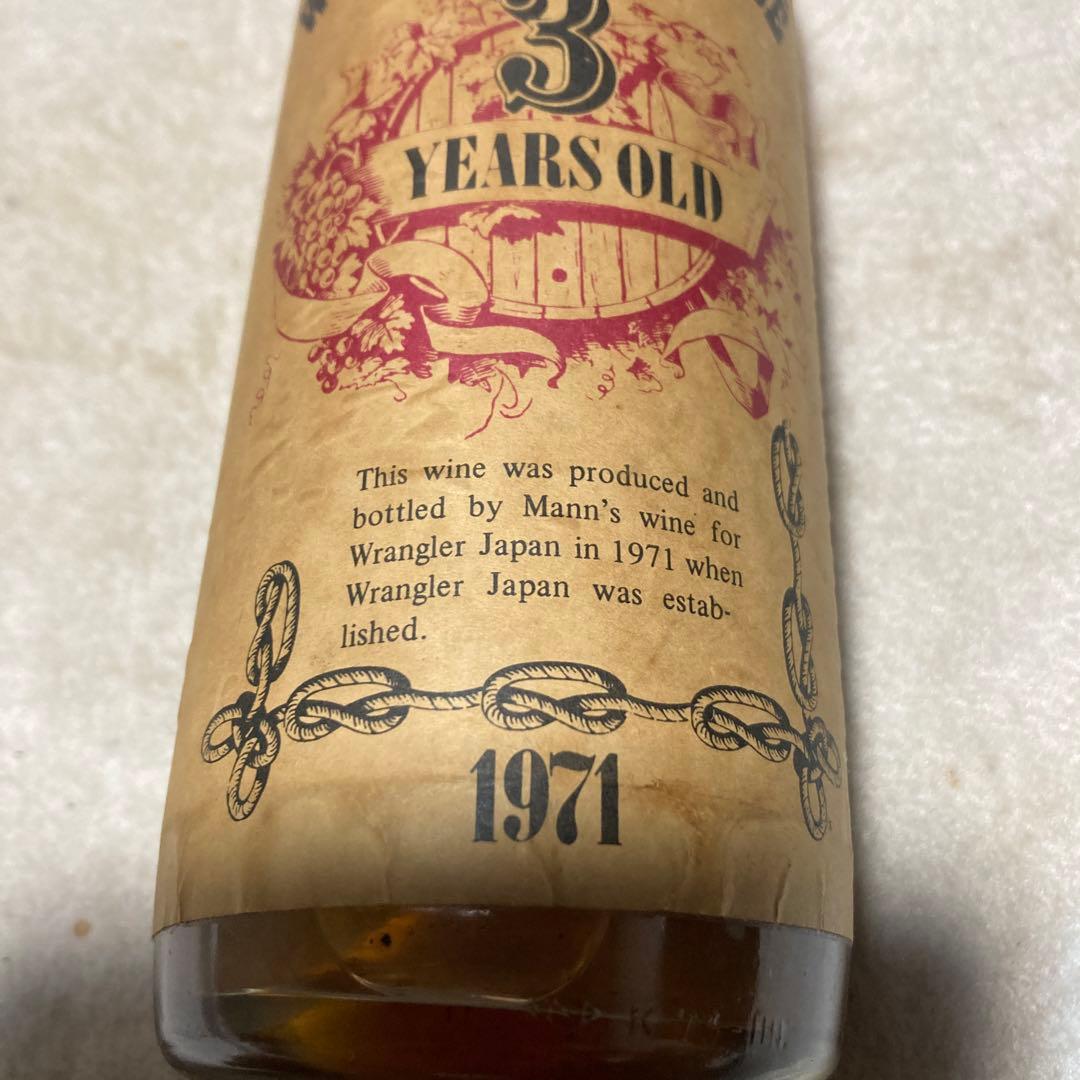 3
YEARS OLD
This wine was produced and
bottled by Mann's wine for
Wrangler Japan in 1971 when
Wrangler Japan was estab-
lished.
1971